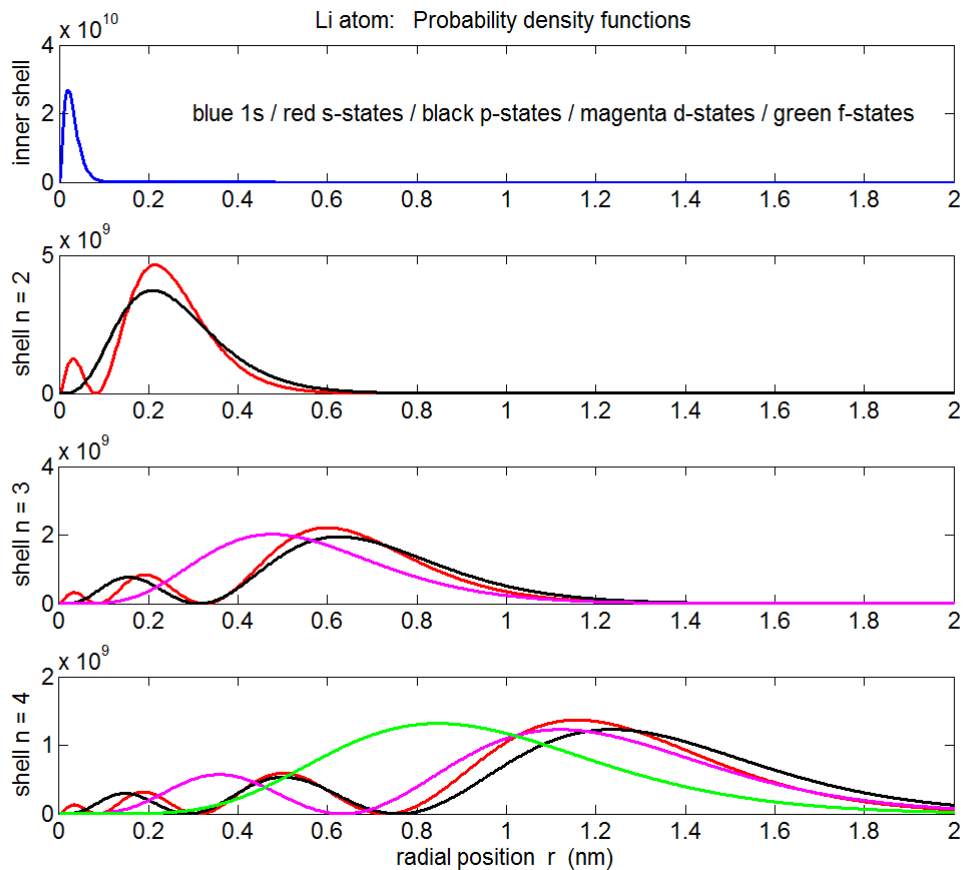 Li atom: Probability density functions
x 10^10
4
2
0
inner shell
blue 1s / red s-states / black p-states / magenta d-states / green f-states
0 0.2 0.4 0.6 0.8 1 1.2 1.4 1.6 1.8 2
x 10^9
5
0
shell n = 2
0 0.2 0.4 0.6 0.8 1 1.2 1.4 1.6 1.8 2
x 10^9
4
2
0
shell n = 3
0 0.2 0.4 0.6 0.8 1 1.2 1.4 1.6 1.8 2
x 10^9
2
1
0
shell n = 4
0 0.2 0.4 0.6 0.8 1 1.2 1.4 1.6 1.8 2
radial position r (nm)